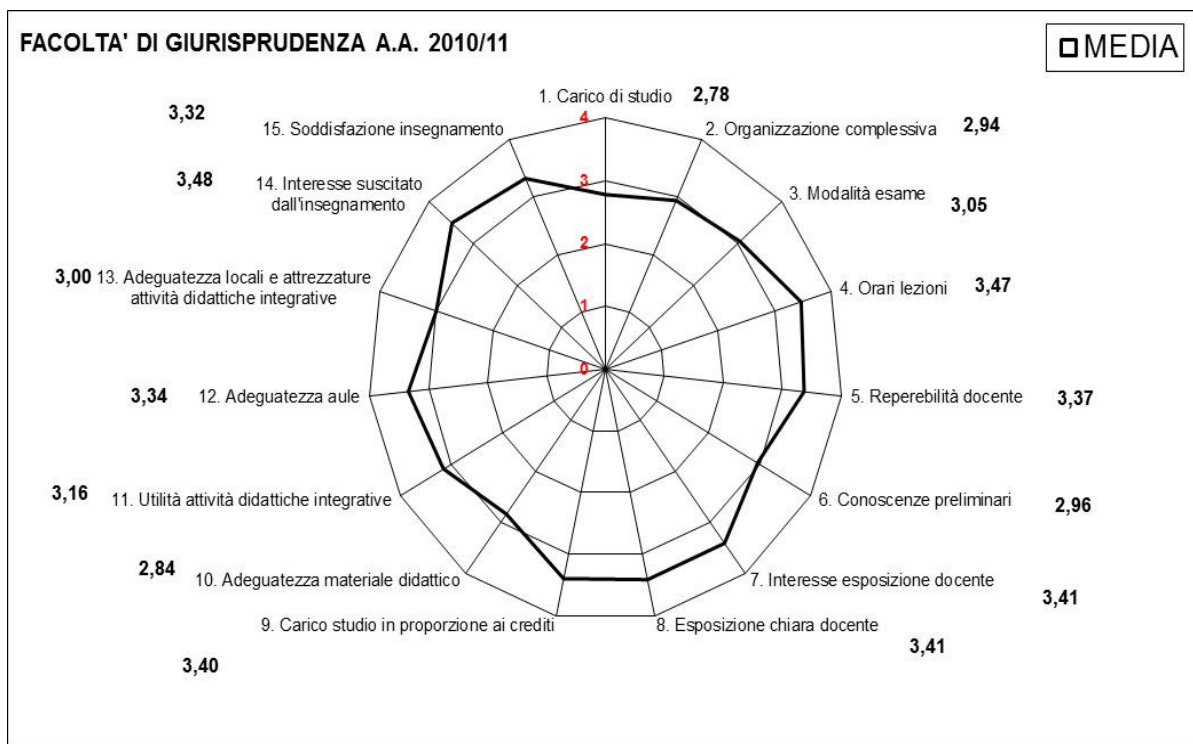 FACOLTA' DI GIURISPRUDENZA A.A. 2010/11
MEDIA
1. Carico di studio 2,78
2. Organizzazione complessiva 2,94
3. Modalità esame 3,05
4. Orari lezioni 3,47
5. Reperebilità docente 3,37
6. Conoscenze preliminari 2,96
7. Interesse esposizione docente 3,41
8. Esposizione chiara docente 3,41
9. Carico studio in proporzione ai crediti
3,40
10. Adeguatezza materiale didattico
2,84
11. Utilità attività didattiche integrative
3,16
12. Adeguatezza aule
3,34
3,00 13. Adeguatezza locali e attrezzature
attività didattiche integrative
3,48 14. Interesse suscitato
dall'insegnamento
3,32
15. Soddisfazione insegnamento
4
3
2
1
0